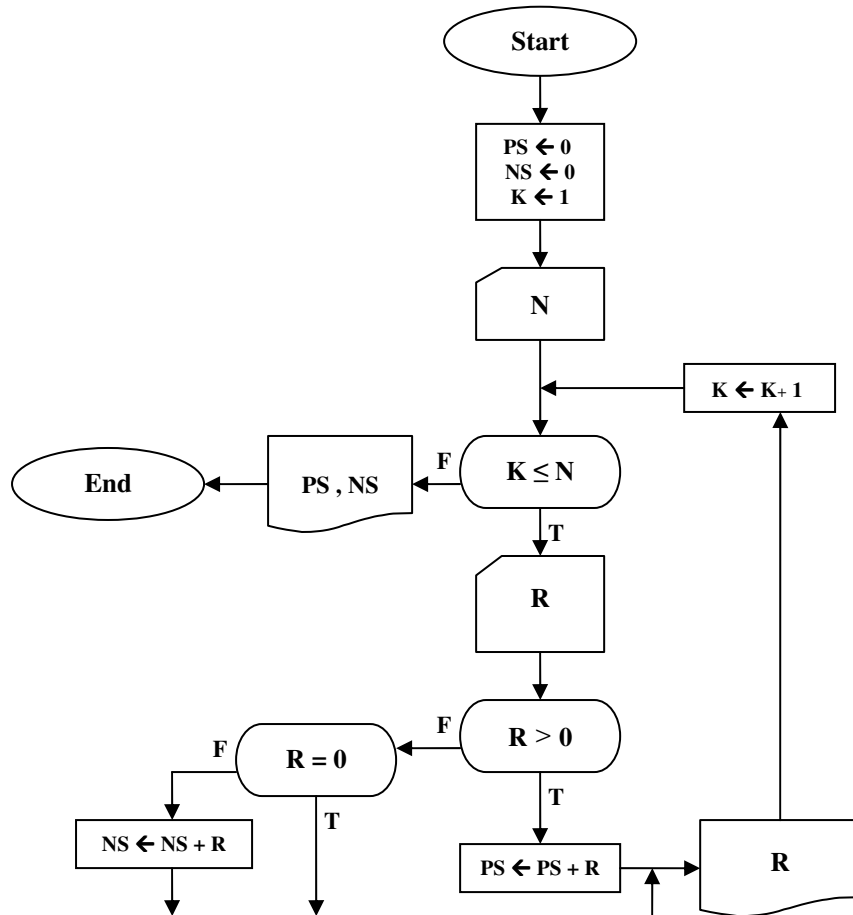 Start
PS ← 0
NS ← 0
K ← 1
N
K ← K+ 1
K ≤ N
F
PS , NS
End
T
R
R > 0
F
R = 0
F
T
T
NS ← NS + R
PS ← PS + R
R